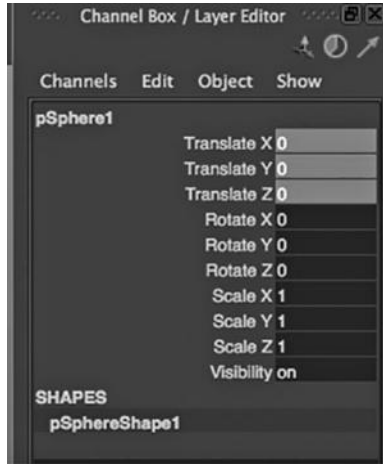 Channel Box / Layer Editor
Channels Edit Object Show
pSphere1
Translate X 0
Translate Y 0
Translate Z 0
Rotate X 0
Rotate Y 0
Rotate Z 0
Scale X 1
Scale Y 1
Scale Z 1
Visibility on
SHAPES
pSphereShape1